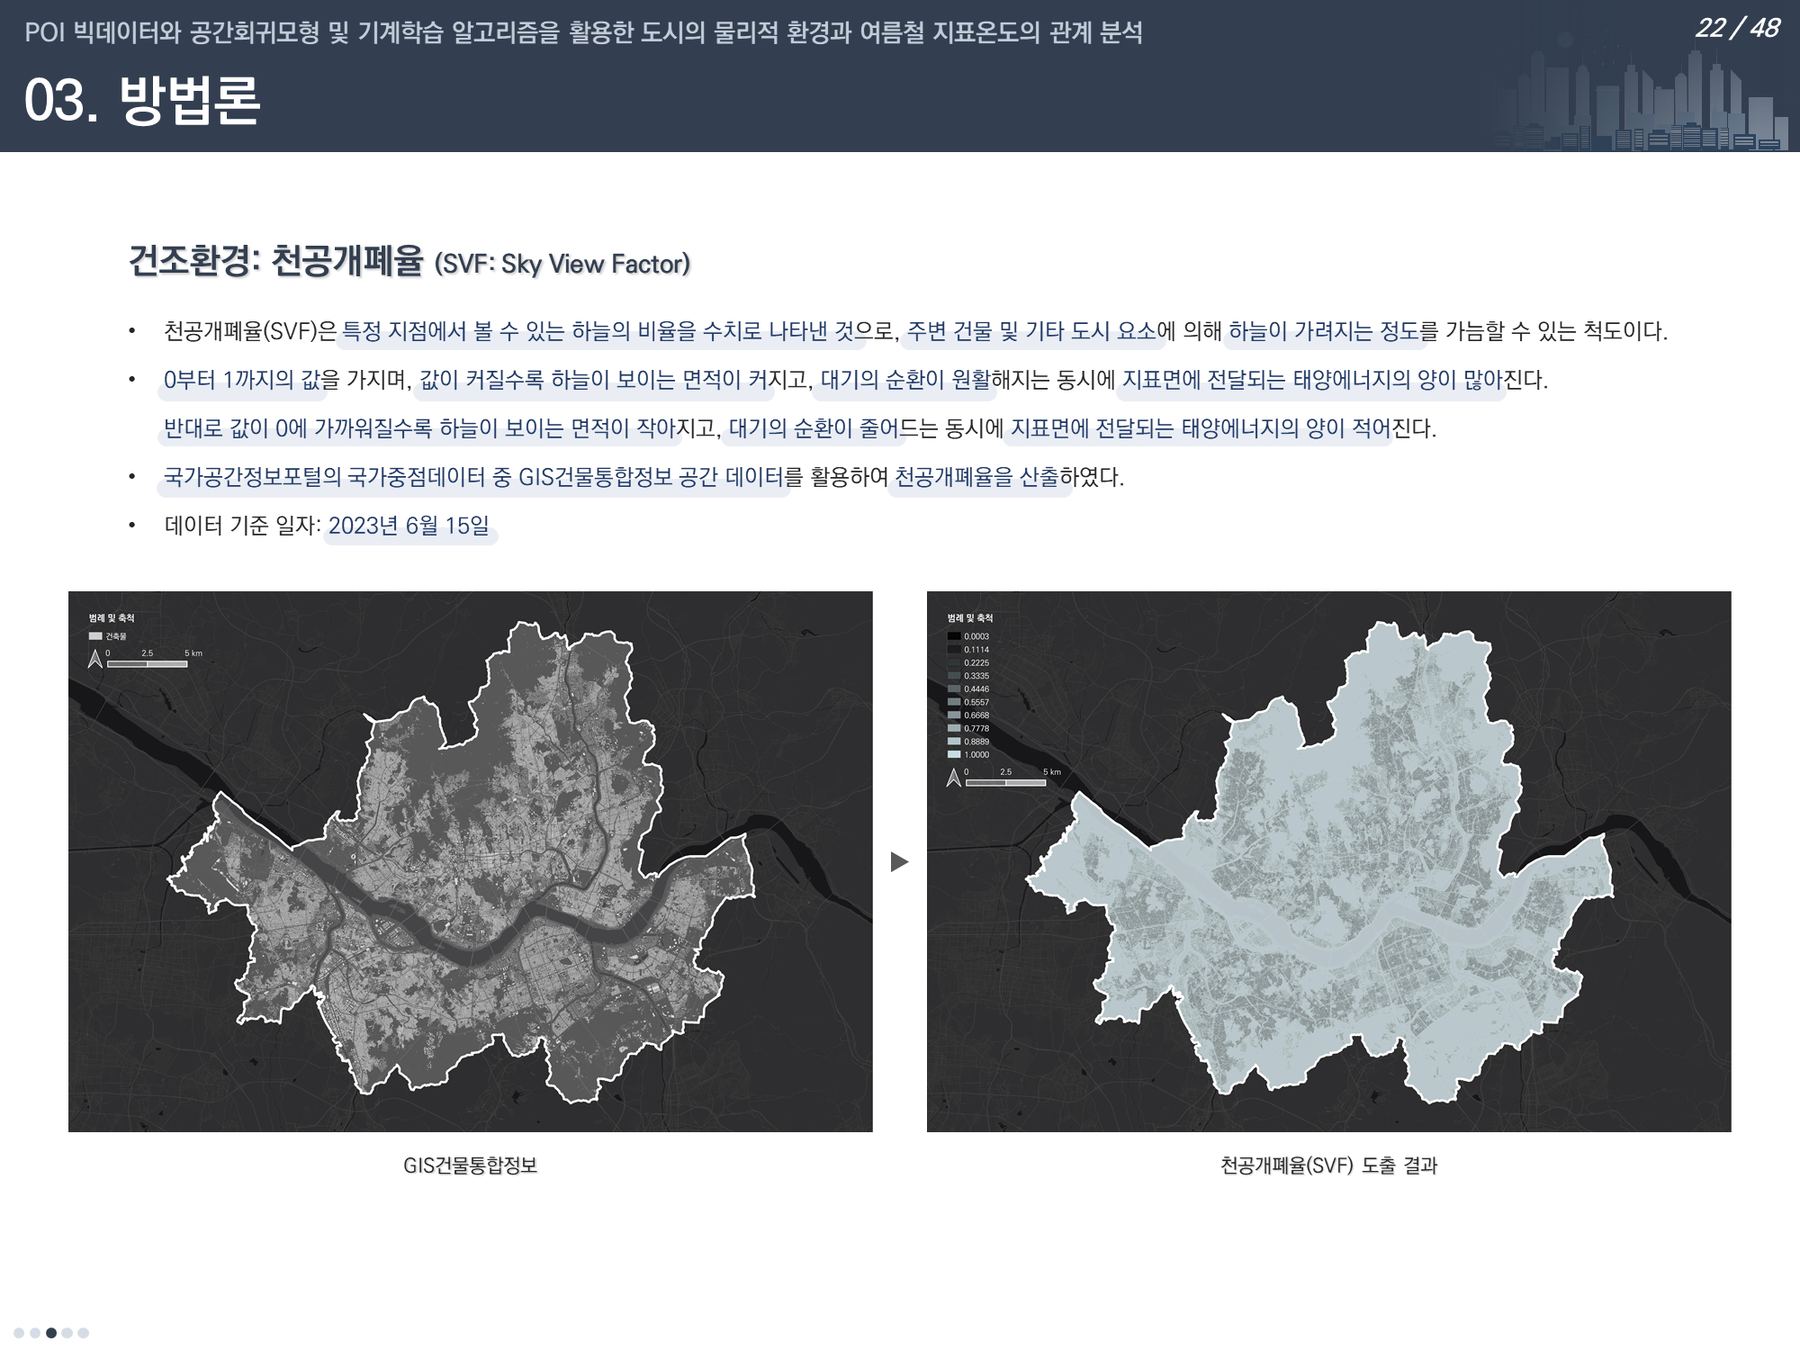 POI 빅데이터와 공간회귀모형 및 기계학습 알고리즘을 활용한 도시의 물리적 환경과 여름철 지표온도의 관계 분석
22 / 48
03. 방법론
건조환경: 천공개폐율 (SVF: Sky View Factor)
• 천공개폐율(SVF)은 특정 지점에서 볼 수 있는 하늘의 비율을 수치로 나타낸 것으로, 주변 건물 및 기타 도시 요소에 의해 하늘이 가려지는 정도를 가늠할 수 있는 척도이다.
• 0부터 1까지의 값을 가지며, 값이 커질수록 하늘이 보이는 면적이 커지고, 대기의 순환이 원활해지는 동시에 지표면에 전달되는 태양에너지의 양이 많아진다.
반대로 값이 0에 가까워질수록 하늘이 보이는 면적이 작아지고, 대기의 순환이 줄어드는 동시에 지표면에 전달되는 태양에너지의 양이 적어진다.
• 국가공간정보포털의 국가중점데이터 중 GIS건물통합정보 공간 데이터를 활용하여 천공개폐율을 산출하였다.
• 데이터 기준 일자: 2023년 6월 15일
범례 및 축척
건축물
0 2.5 5 km
범례 및 축척
0.0003
0.1114
0.2225
0.3335
0.4446
0.5557
0.6668
0.7778
0.8889
1.0000
0 2.5 5 km
GIS건물통합정보
천공개폐율(SVF) 도출 결과